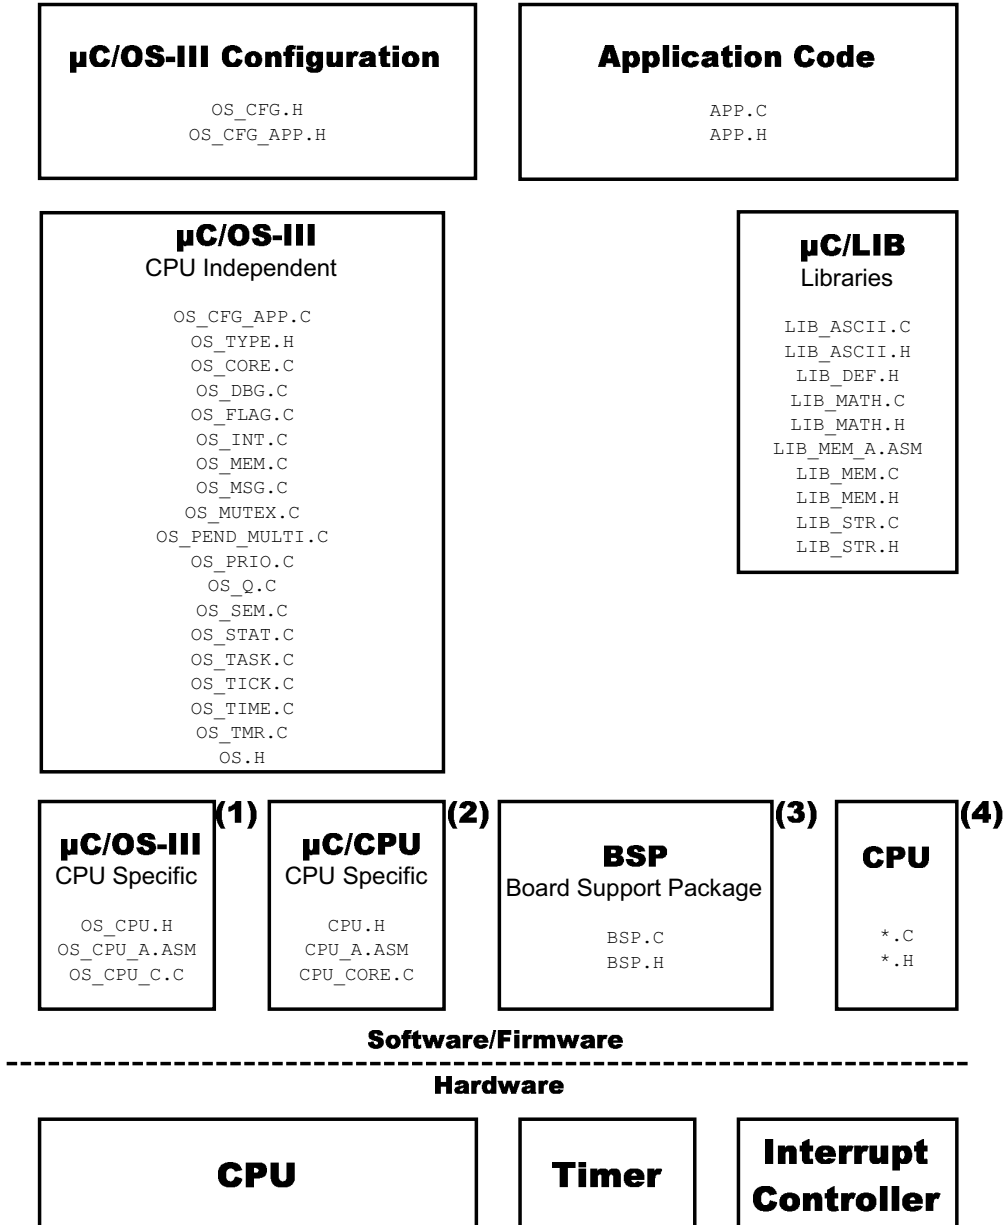 µC/OS-III Configuration
OS_CFG.H
OS_CFG_APP.H
Application Code
APP.C
APP.H
µC/OS-III
CPU Independent
OS_CFG_APP.C
OS_TYPE.H
OS_CORE.C
OS_DBG.C
OS_FLAG.C
OS_INT.C
OS_MEM.C
OS_MSG.C
OS_MUTEX.C
OS_PEND_MULTI.C
OS_PRIO.C
OS_Q.C
OS_SEM.C
OS_STAT.C
OS_TASK.C
OS_TICK.C
OS_TIME.C
OS_TMR.C
OS.H
µC/LIB
Libraries
LIB_ASCII.C
LIB_ASCII.H
LIB_DEF.H
LIB_MATH.C
LIB_MATH.H
LIB_MEM_A.ASM
LIB_MEM.C
LIB_MEM.H
LIB_STR.C
LIB_STR.H
(1)
µC/OS-III
CPU Specific
OS_CPU.H
OS_CPU_A.ASM
OS_CPU_C.C
(2)
µC/CPU
CPU Specific
CPU.H
CPU_A.ASM
CPU_CORE.C
(3)
BSP
Board Support Package
BSP.C
BSP.H
(4)
CPU
*.C
*.H
Software/Firmware
Hardware
CPU
Timer
Interrupt
Controller